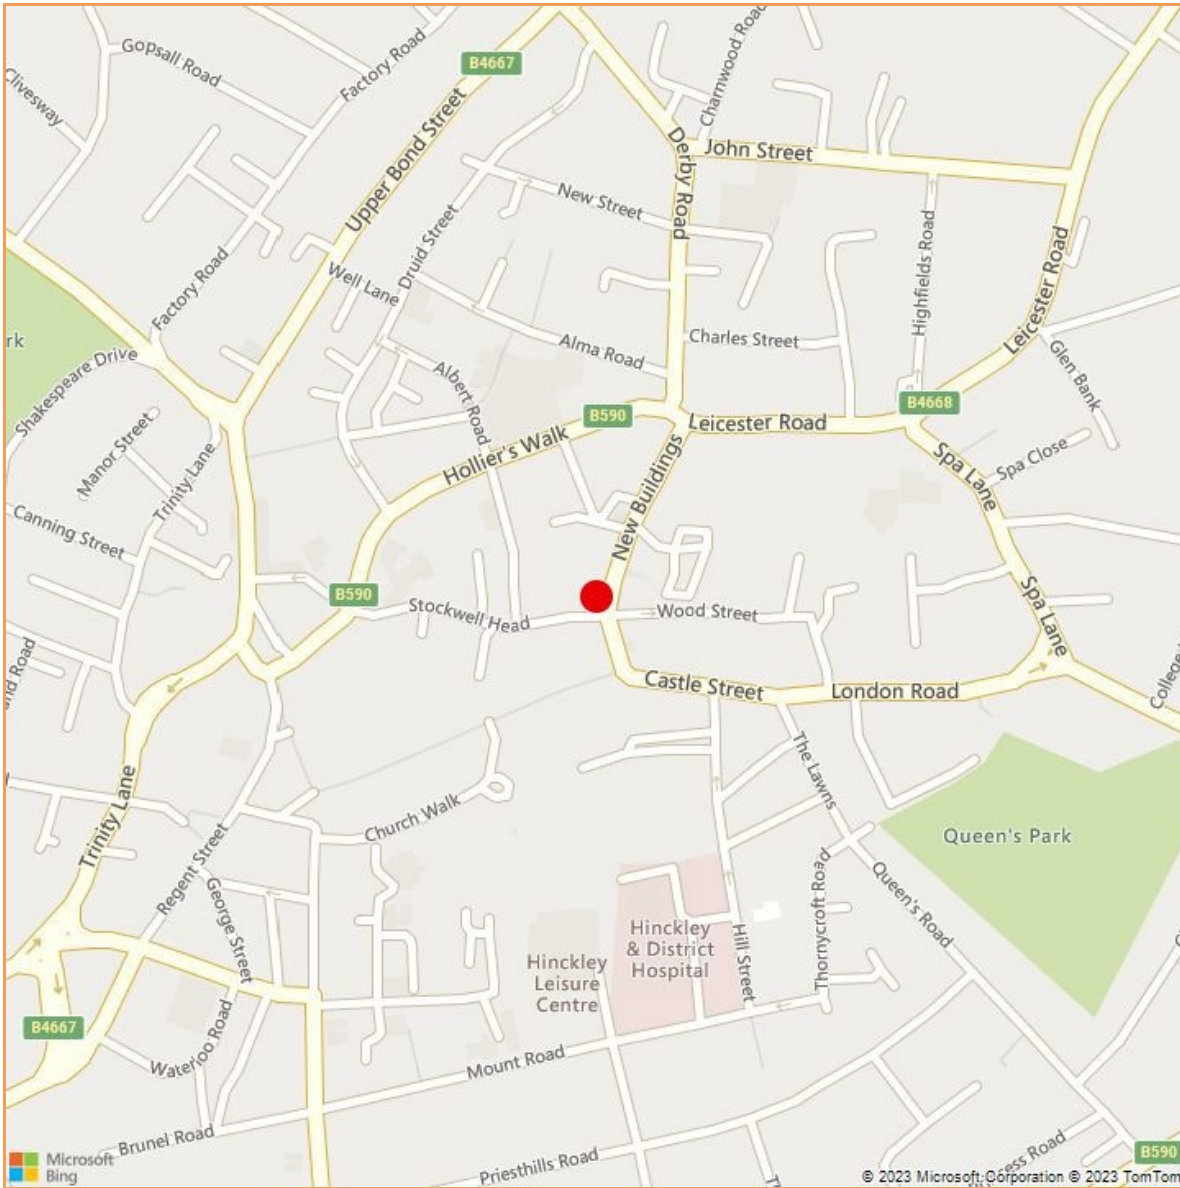 B4667
Gopsall Road
Factory Road
Charnwood Road
Clivesway
Upper Bond Street
Derby Road
John Street
New Street
Druid Street
Highfields Road
Leicester Road
Well Lane
Factory Road
rk
Charles Street
Alma Road
Shakespeare Drive
Glen Bank
Albert Road
B4668
B590
Leicester Road
Manor Street
Hollier's Walk
Trinity Lane
New Buildings
Spa Close
Spa Lane
Canning Street
B590
Stockwell Head
Wood Street
Spa Lane
and Road
Castle Street
London Road
College
The Lawns
Trinity Lane
Church Walk
Queen's Park
Regent Street
George Street
Thornycroft Road
Queen's Road
Hinckley
& District
Hospital
Hill Street
Hinckley
Leisure
Centre
B4667
Waterloo Road
Mount Road
Brunel Road
Priesthills Road
B590
Microsoft
Bing
© 2023 Microsoft Corporation © 2023 TomTom